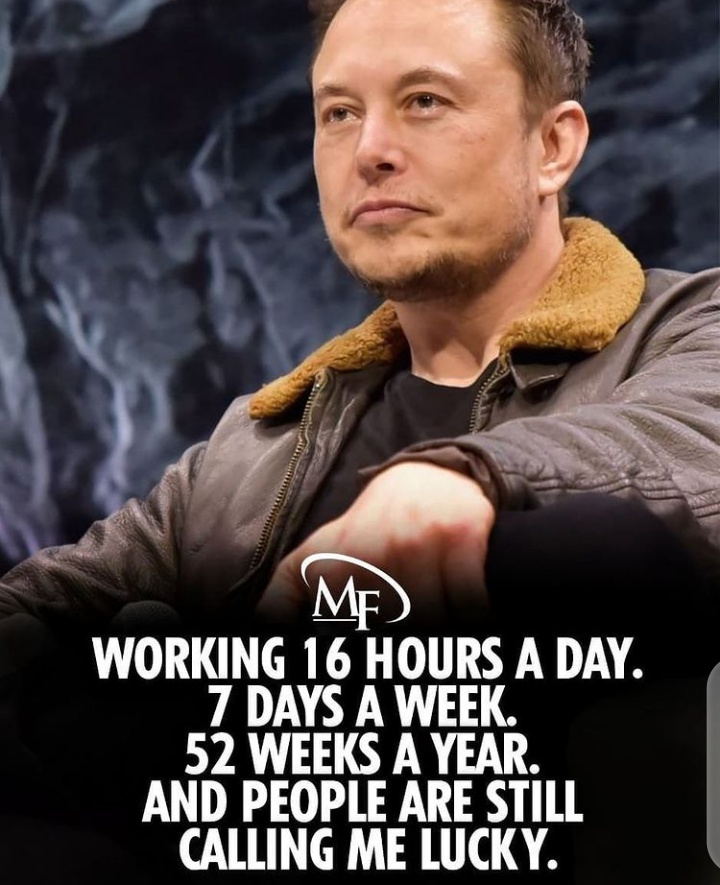 MF
WORKING 16 HOURS A DAY.
7 DAYS A WEEK.
52 WEEKS A YEAR.
AND PEOPLE ARE STILL
CALLING ME LUCKY.